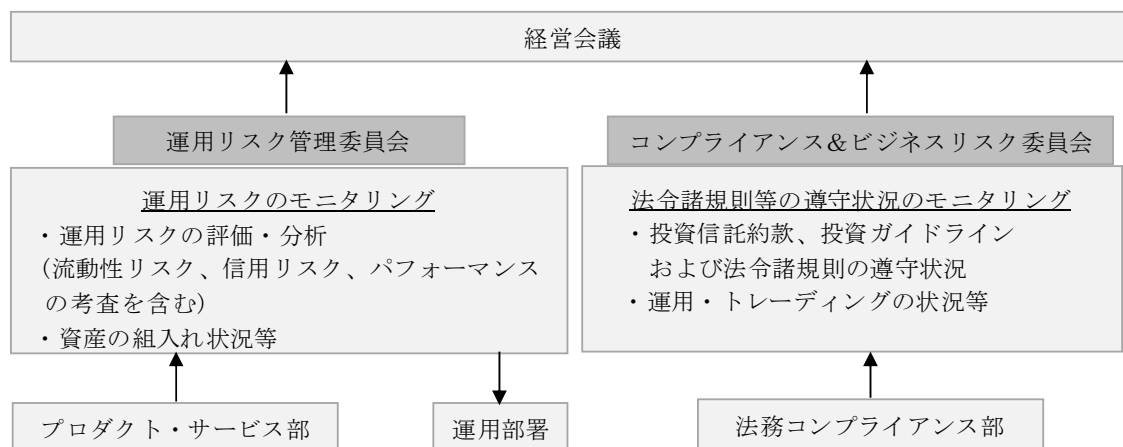 経営会議
運用リスク管理委員会
運用リスクのモニタリング
・運用リスクの評価・分析
(流動性リスク、信用リスク、パフォーマンス
の考査を含む)
・資産の組入れ状況等
プロダクト・サービス部
運用部署
コンプライアンス&ビジネスリスク委員会
法令諸規則等の遵守状況のモニタリング
・投資信託約款、投資ガイドライン
および法令諸規則の遵守状況
・運用・トレーディングの状況等
法務コンプライアンス部